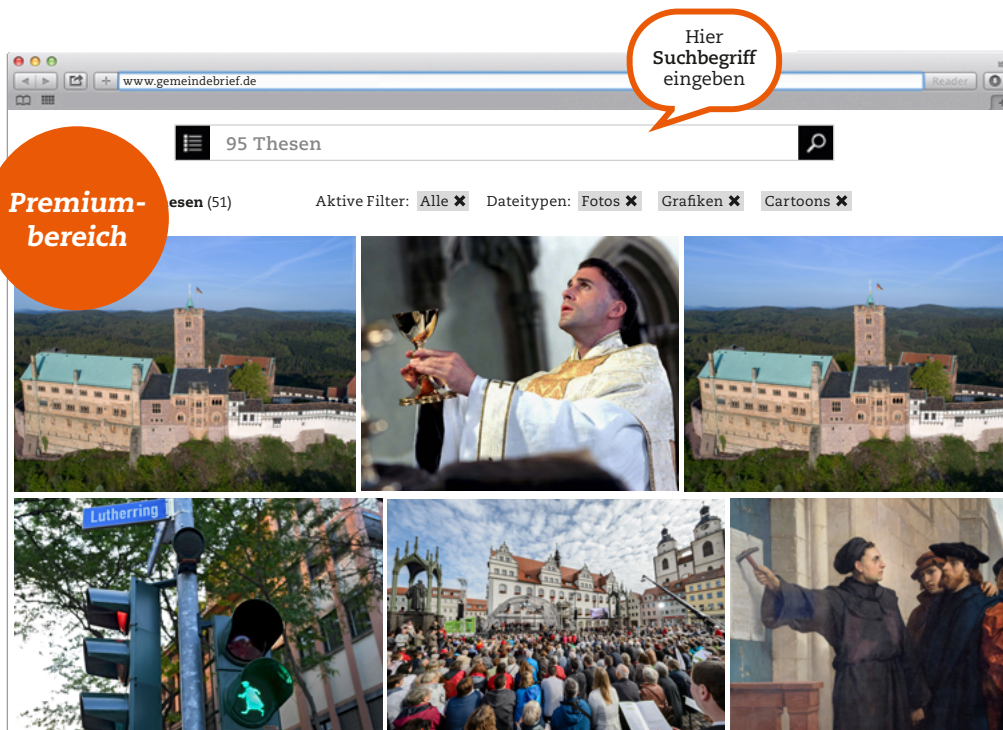 Hier
Suchbegriff
eingeben
www.gemeindebrief.de
Reader
95 Thesen
Premium-
bereich
esen (51)
Aktive Filter: Alle ✖ Dateitypen: Fotos ✖ Grafiken ✖ Cartoons ✖
Lutherring